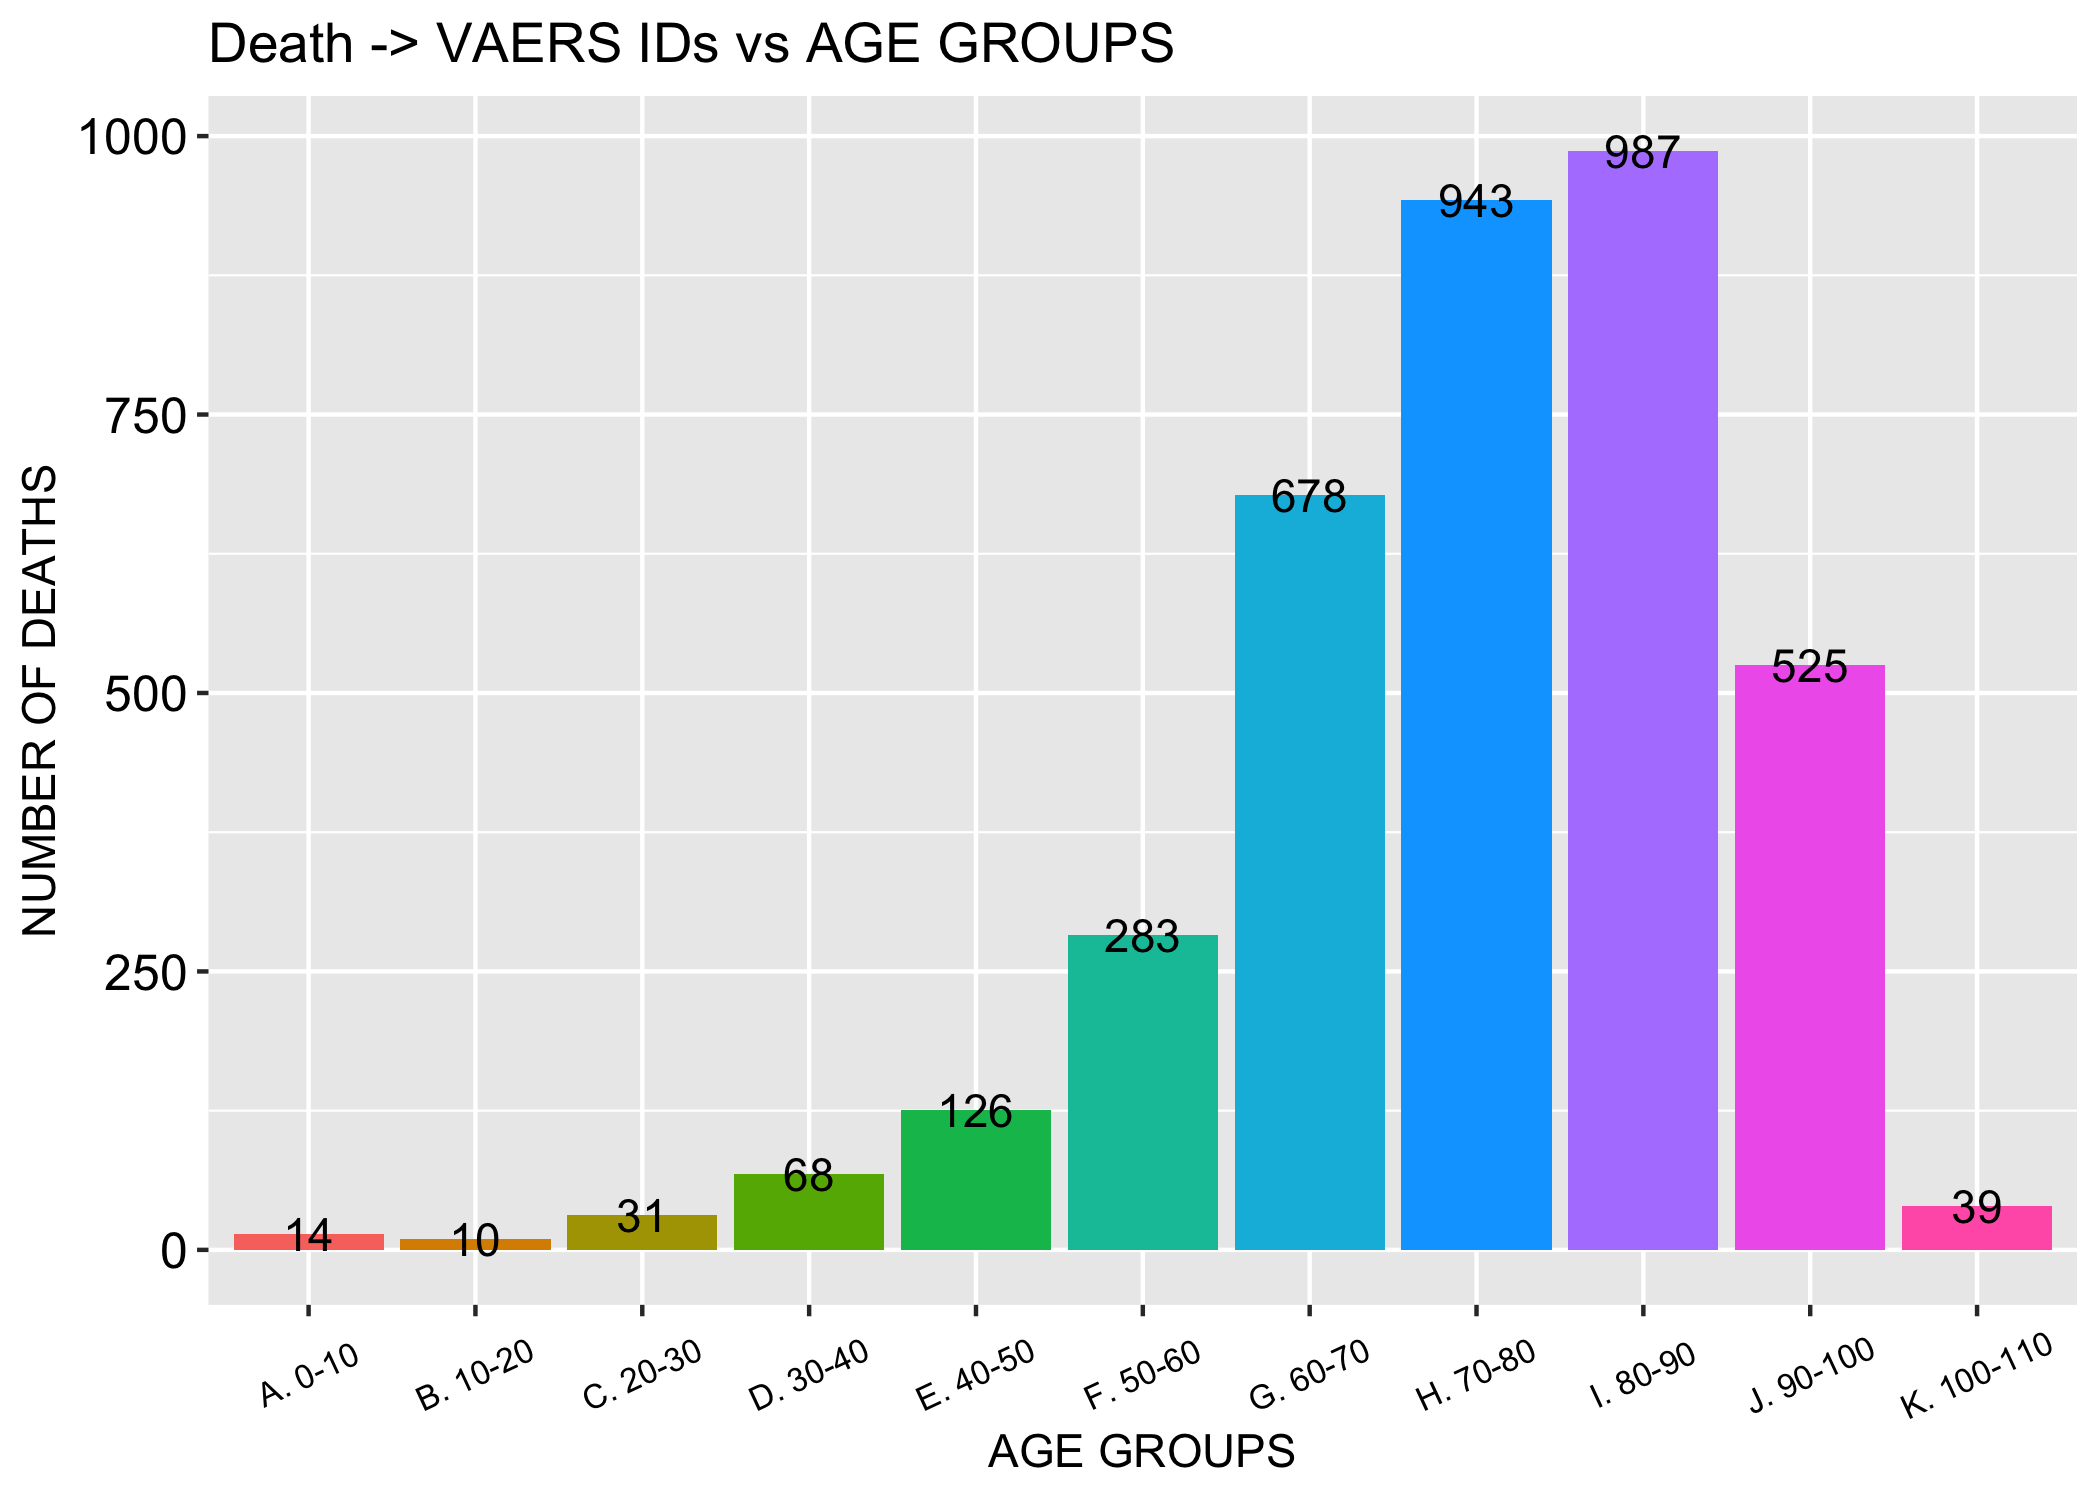 Death -> VAERS IDs vs AGE GROUPS
NUMBER OF DEATHS
1000
750
500
250
0
14
10
31
68
126
283
678
943
987
525
39
A. 0-10
B. 10-20
C. 20-30
D. 30-40
E. 40-50
F. 50-60
G. 60-70
H. 70-80
I. 80-90
J. 90-100
K. 100-110
AGE GROUPS